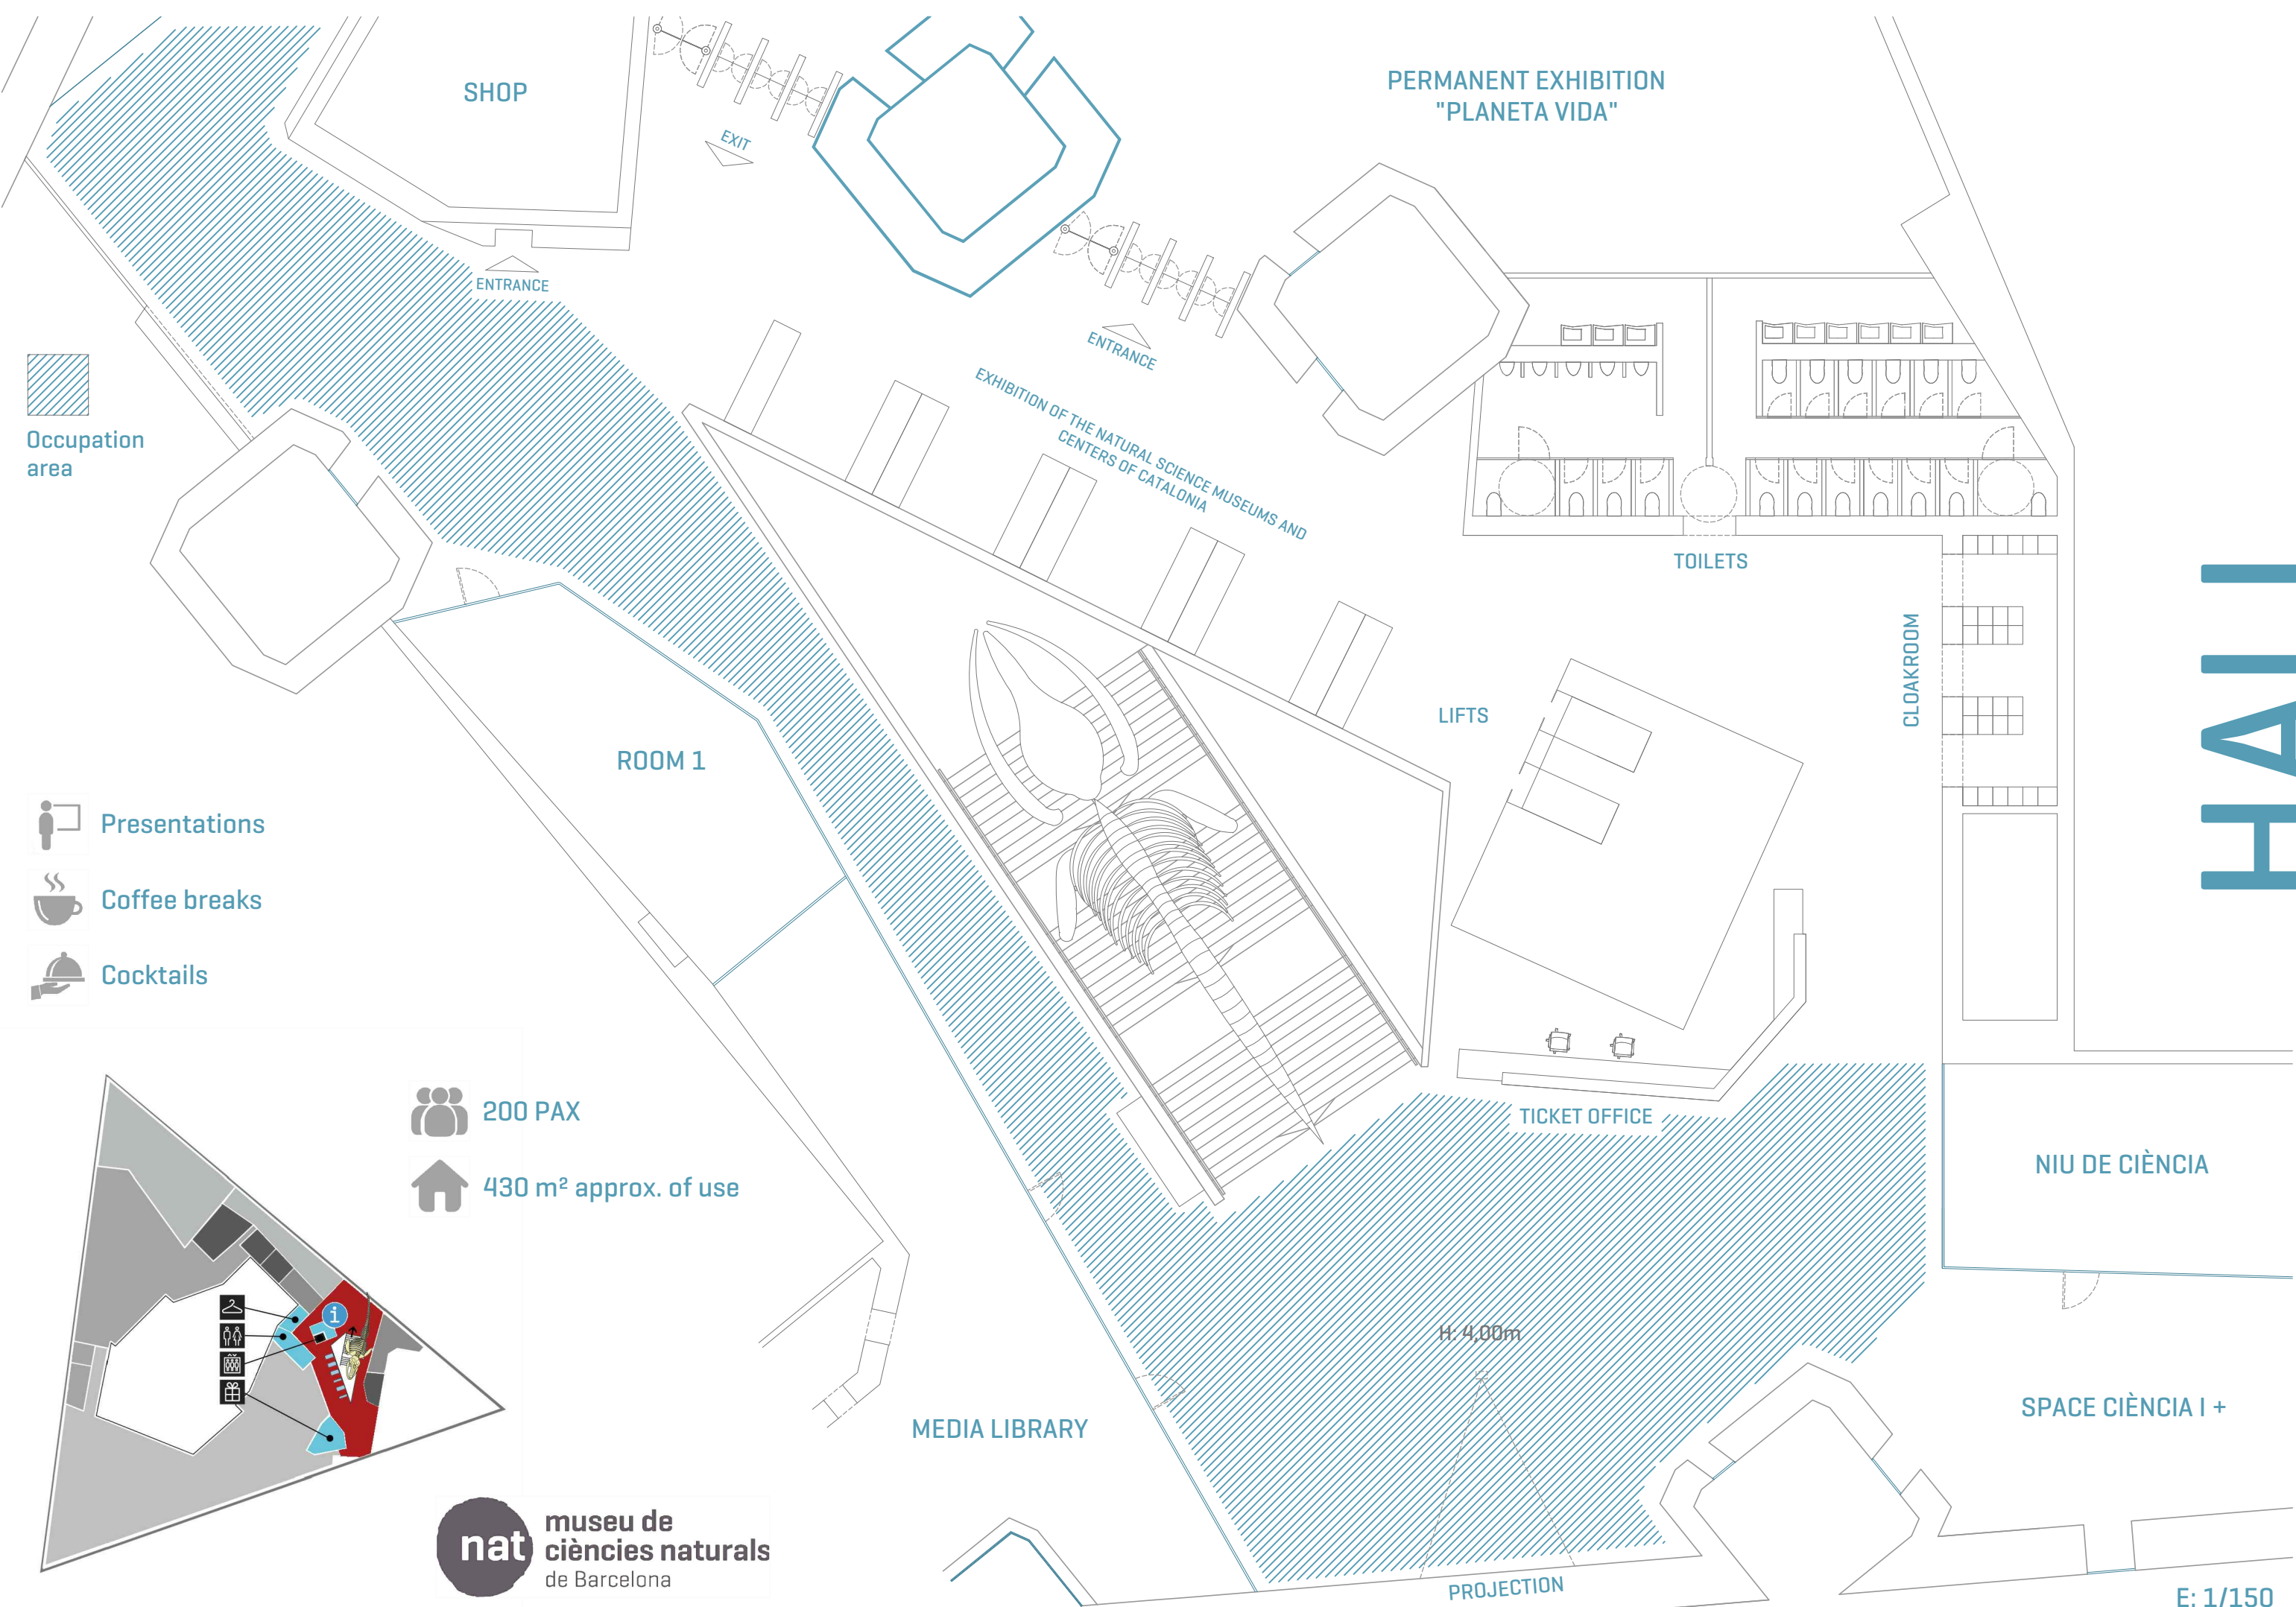 SHOP
EXIT
PERMANENT EXHIBITION
"PLANETA VIDA"
ENTRANCE
ENTRANCE
EXHIBITION OF THE NATURAL SCIENCE MUSEUMS AND
CENTERS OF CATALONIA
Occupation
area
TOILETS
CLOAKROOM
LIFTS
HALL
ROOM 1
Presentations
Coffee breaks
Cocktails
200 PAX
430 m² approx. of use
TICKET OFFICE
NIU DE CIÈNCIA
H: 4,00m
SPACE CIÈNCIA I +
MEDIA LIBRARY
PROJECTION
i
nat
museu de
ciències naturals
de Barcelona
E: 1/150